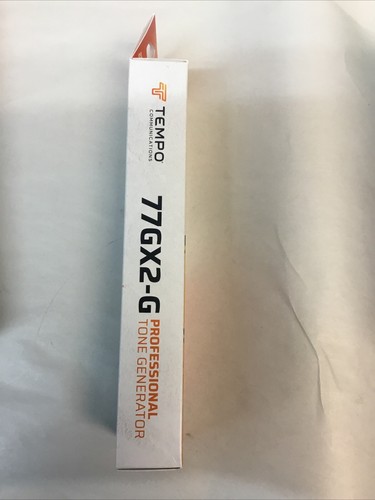 TEMPO
COMMUNICATIONS
77GX2-G
PROFESSIONAL
TONE GENERATOR